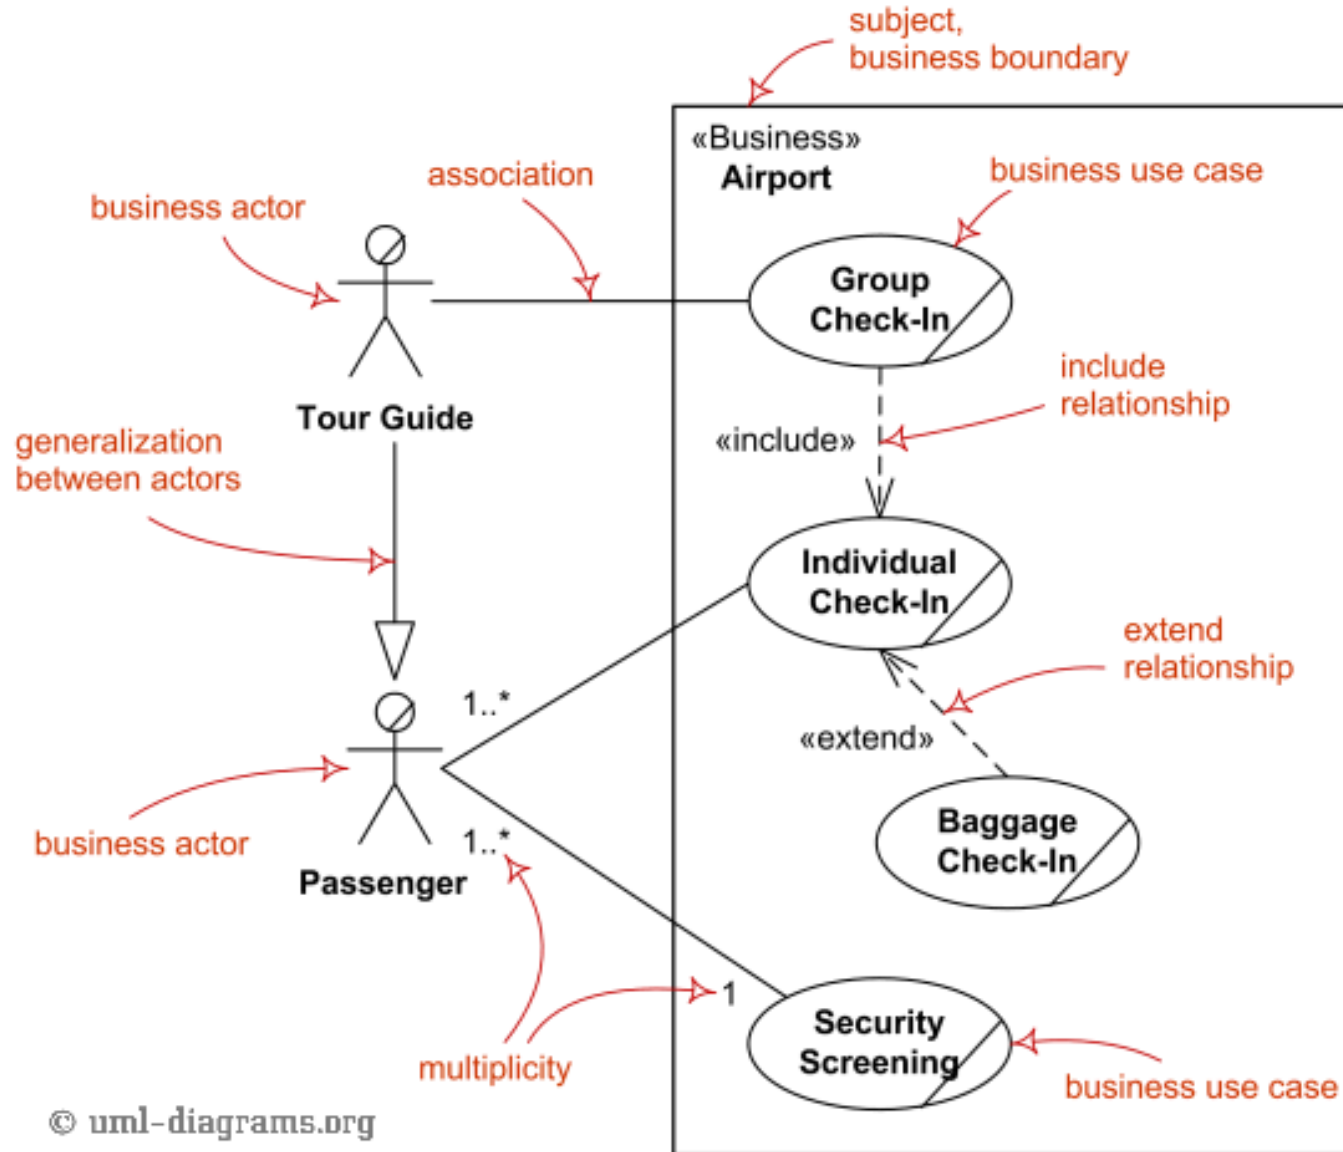 subject,
business boundary
«Business»
Airport
association
business actor
business use case
Group
Check-In
Tour Guide
include
relationship
generalization
between actors
«include»
Individual
Check-In
extend
relationship
1..*
«extend»
business actor
1..*
Passenger
Baggage
Check-In
1
multiplicity
Security
Screening
business use case
© uml-diagrams.org